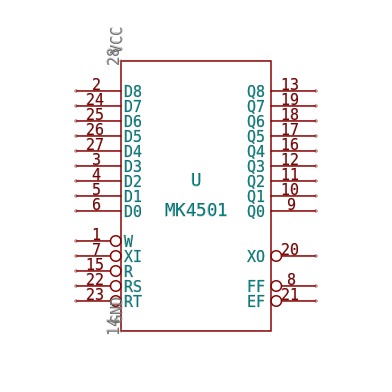 28 VCC
2 D8 Q8 13
24 D7 Q7 19
25 D6 Q6 18
26 D5 Q5 17
27 D4 Q4 16
3 D3 Q3 12
4 D2 Q2 11
5 D1 Q1 10
6 D0 Q0 9
U
MK4501
1 W
7 XI XO 20
15 R
22 RS FF 8
23 RT EF 21
14 GND